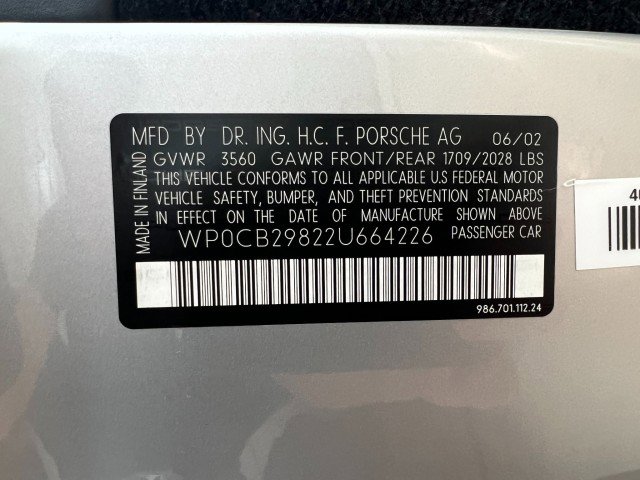 MFD BY DR. ING. H.C. F. PORSCHE AG 06/02
GVWR 3560 GAWR FRONT/REAR 1709/2028 LBS
THIS VEHICLE CONFORMS TO ALL APPLICABLE U.S FEDERAL MOTOR
VEHICLE SAFETY, BUMPER, AND THEFT PREVENTION STANDARDS
IN EFFECT ON THE DATE OF MANUFACTURE SHOWN ABOVE
WP0CB29822U664226 PASSENGER CAR
986.701.112.24
MADE IN FINLAND